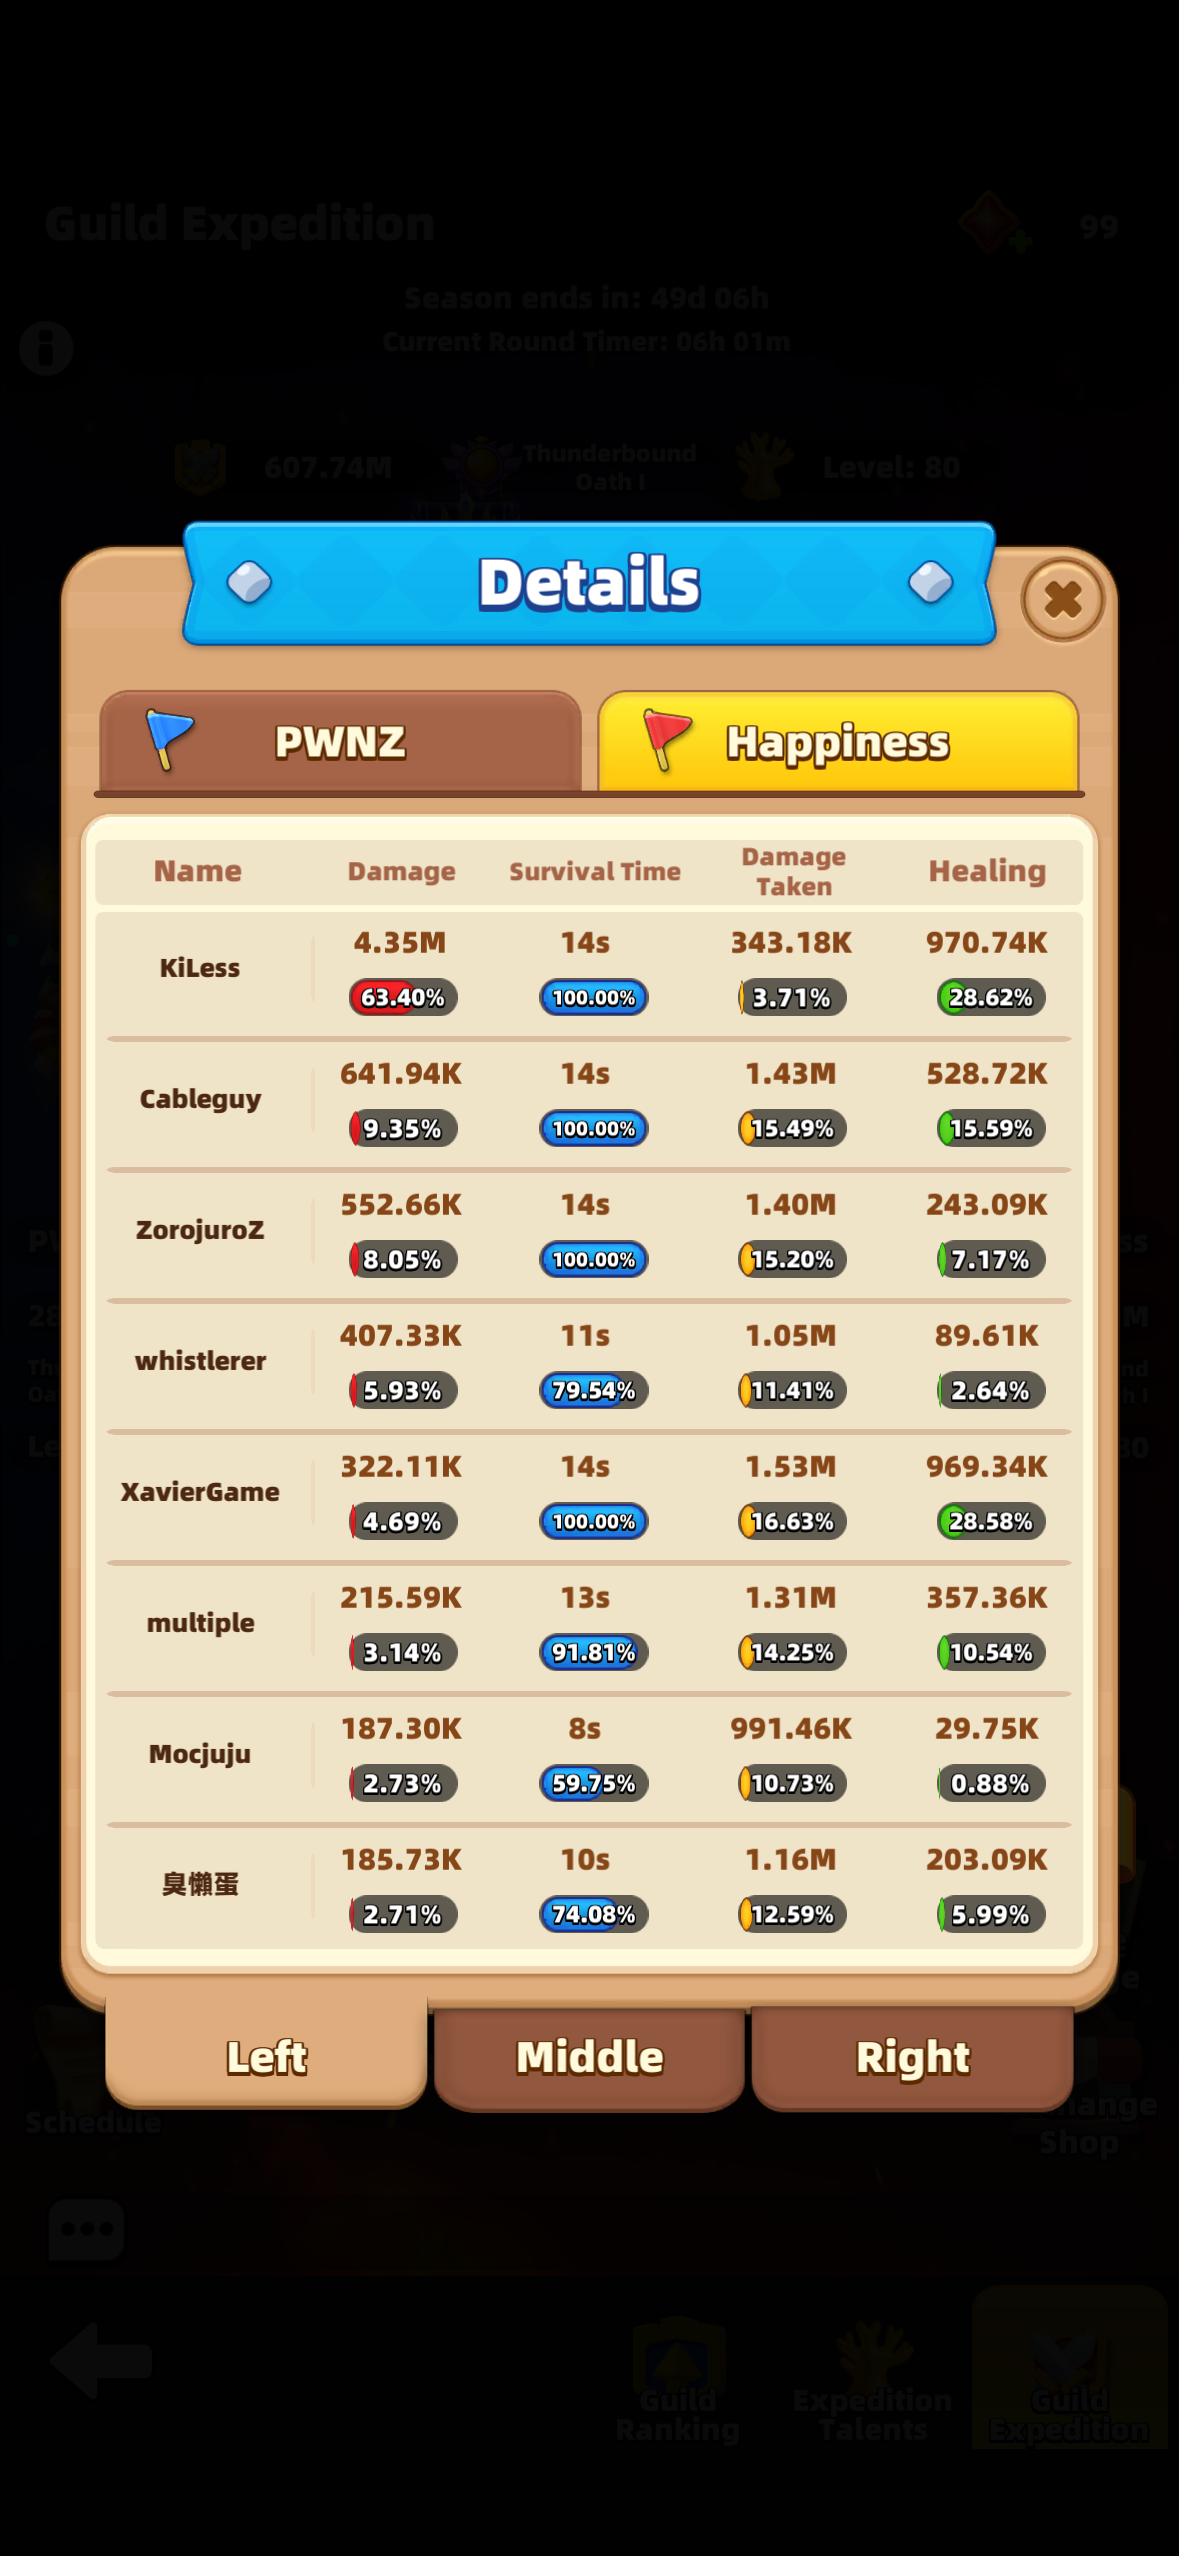 Guild Expedition
99
Season ends in: 49d 06h
Current Round Timer: 06h 01m
607.74M
Thunderbound
Oath I
Level: 80
Details
PWNZ
Happiness
Name
Damage
Survival Time
Damage
Taken
Healing
KiLess
4.35M
14s
343.18K
970.74K
63.40%
100.00%
3.71%
28.62%
Cableguy
641.94K
14s
1.43M
528.72K
9.35%
100.00%
15.49%
15.59%
ZorojuroZ
552.66K
14s
1.40M
243.09K
8.05%
100.00%
15.20%
7.17%
whistlerer
407.33K
11s
1.05M
89.61K
5.93%
79.54%
11.41%
2.64%
XavierGame
322.11K
14s
1.53M
969.34K
4.69%
100.00%
16.63%
28.58%
multiple
215.59K
13s
1.31M
357.36K
3.14%
91.81%
14.25%
10.54%
Mocjuju
187.30K
8s
991.46K
29.75K
2.73%
59.75%
10.73%
0.88%
臭懶蛋
185.73K
10s
1.16M
203.09K
2.71%
74.08%
12.59%
5.99%
Left
Middle
Right
Schedule
Shop
Guild
Ranking
Expedition
Talents
Guild
Expedition